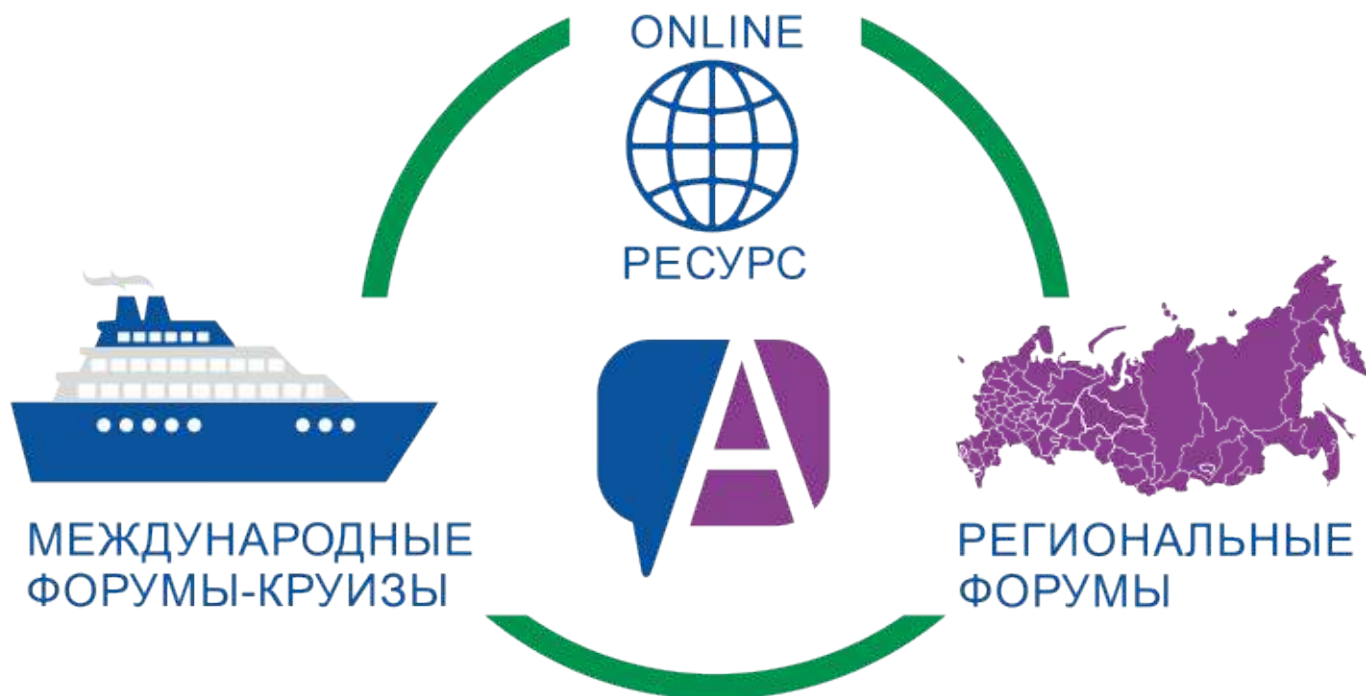 ONLINE
РЕСУРС
A
МЕЖДУНАРОДНЫЕ
ФОРУМЫ-КРУИЗЫ
РЕГИОНАЛЬНЫЕ
ФОРУМЫ